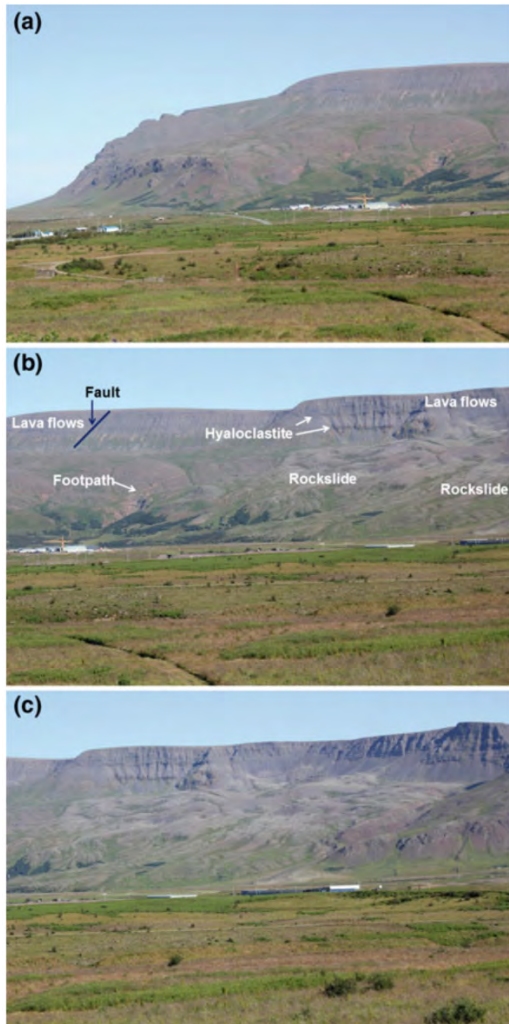 (a)
(b)
Fault
Lava flows
Lava flows
Hyaloclastite
Footpath
Rockslide
Rockslide
(c)